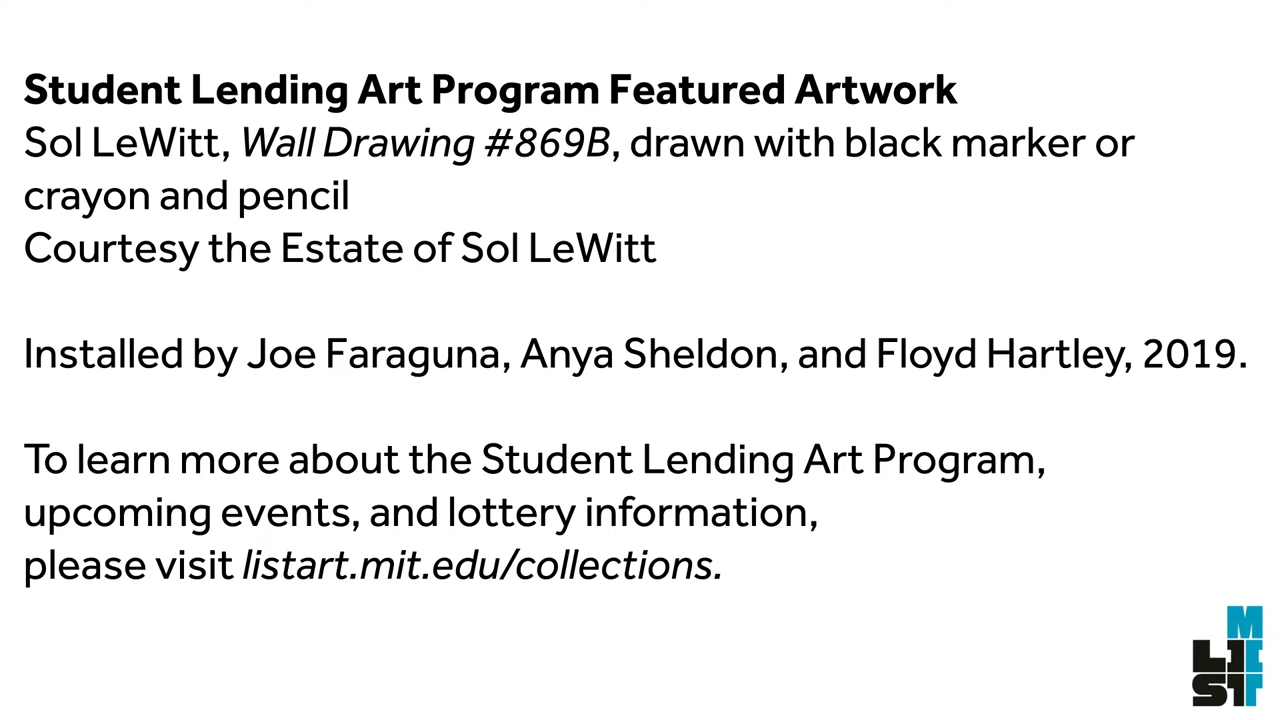 Student Lending Art Program Featured Artwork
Sol LeWitt, Wall Drawing #869B, drawn with black marker or
crayon and pencil
Courtesy the Estate of Sol LeWitt
Installed by Joe Faraguna, Anya Sheldon, and Floyd Hartley, 2019.
To learn more about the Student Lending Art Program,
upcoming events, and lottery information,
please visit listart.mit.edu/collections.
M
LI I
ST T